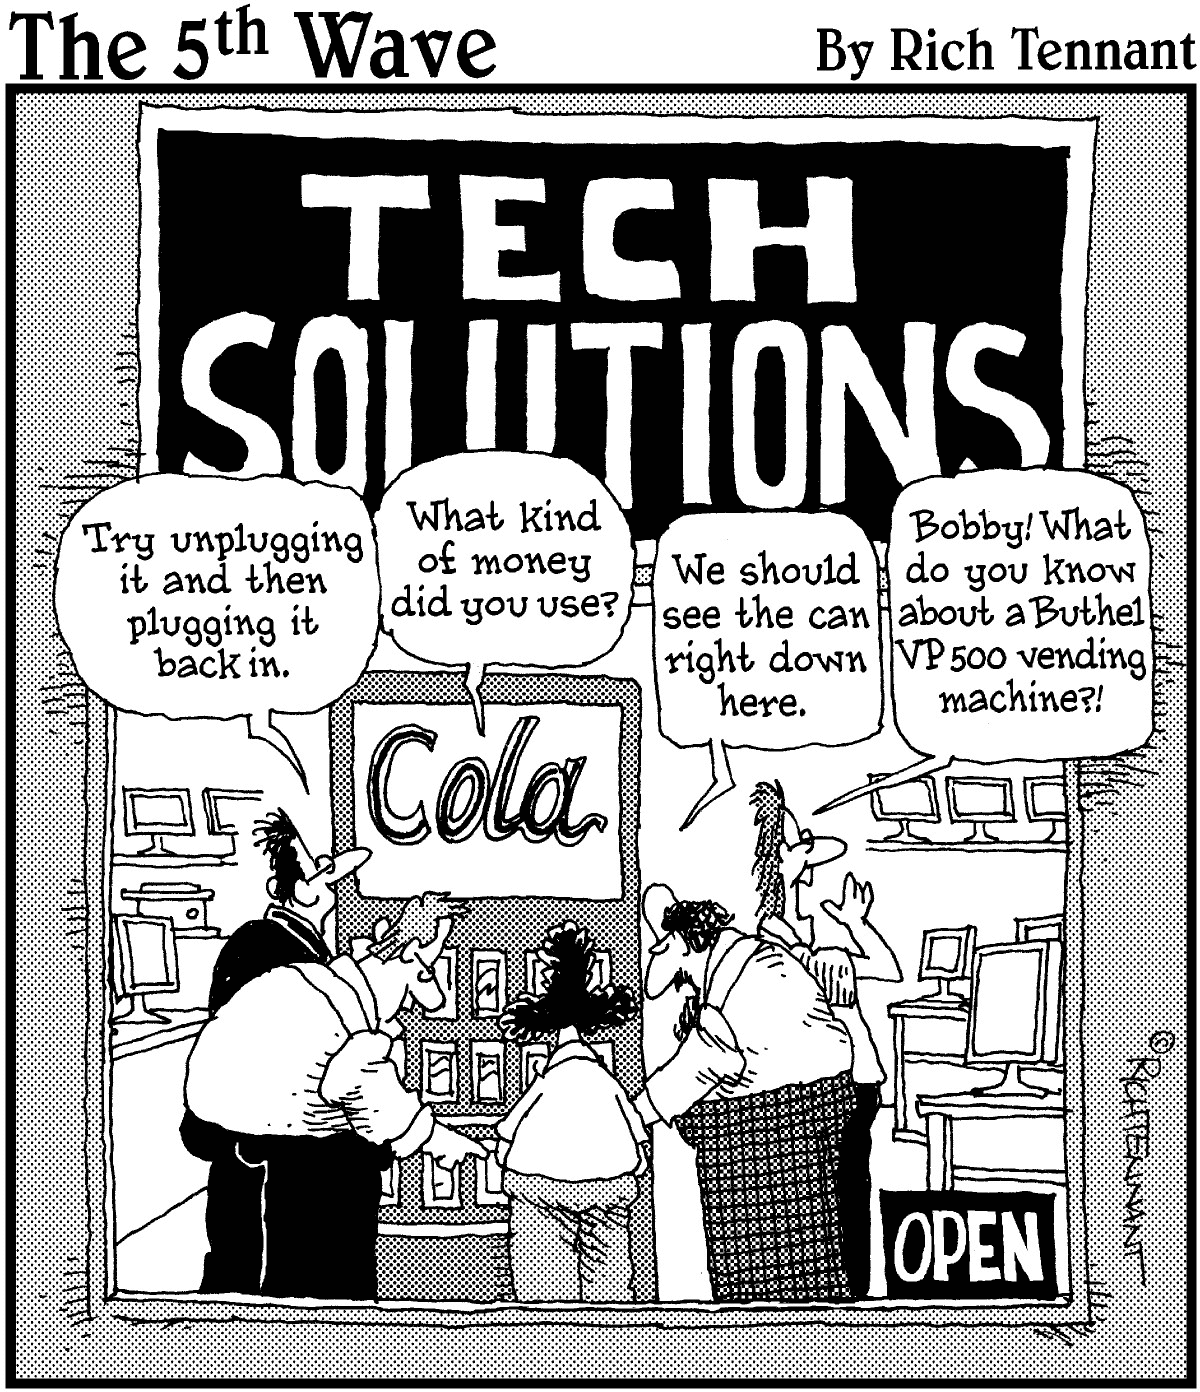 The 5th Wave
By Rich Tennant
TECH
SOLUTIONS
Try unplugging
it and then
plugging it
back in.
What kind
of money
did you use?
We should
see the can
right down
here.
Bobby! What
do you know
about a Buthel
VP500 vending
machine?!
Cola
OPEN
©RICHTENNANT